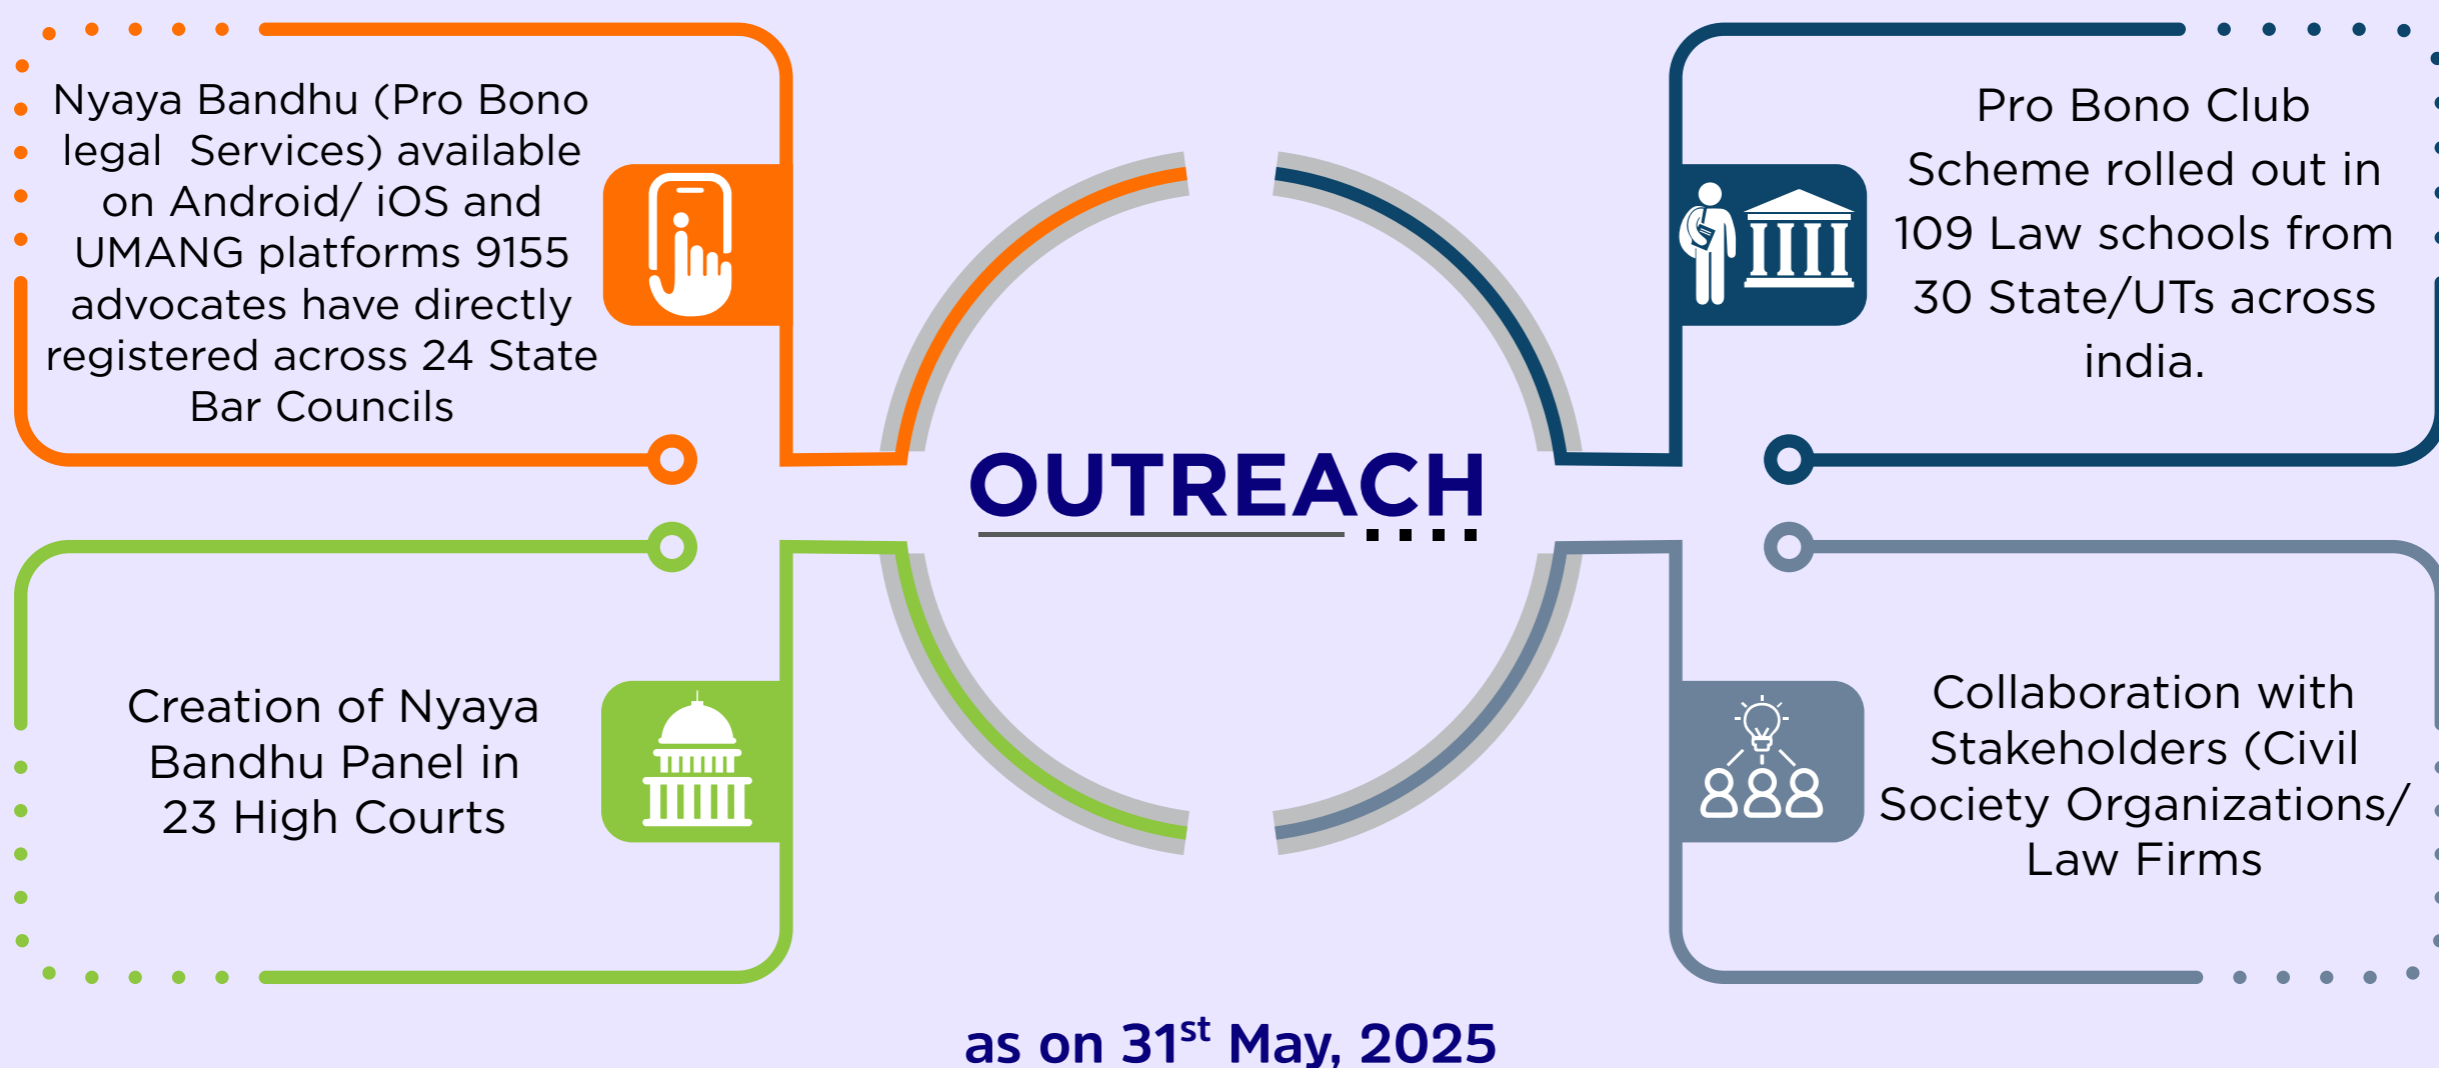 Nyaya Bandhu (Pro Bono
legal Services) available
on Android/ iOS and
UMANG platforms 9155
advocates have directly
registered across 24 State
Bar Councils
Pro Bono Club
Scheme rolled out in
109 Law schools from
30 State/UTs across
india.
OUTREACH
Creation of Nyaya
Bandhu Panel in
23 High Courts
Collaboration with
Stakeholders (Civil
Society Organizations/
Law Firms
as on 31st May, 2025